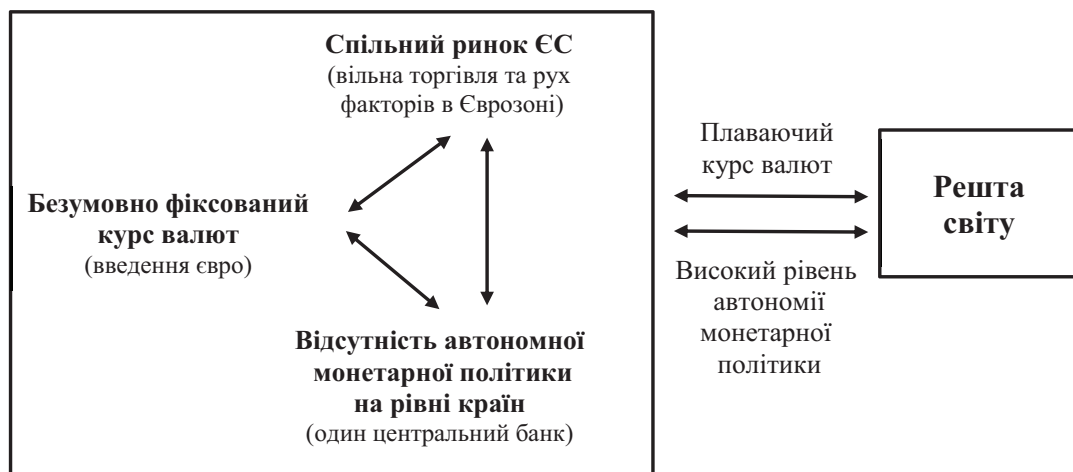 Спільний ринок ЄС
(вільна торгівля та рух
факторів в Єврозоні)
Безумовно фіксований
курс валют
(введення євро)
Відсутність автономної
монетарної політики
на рівні країн
(один центральний банк)
Плаваючий
курс валют
Високий рівень
автономії
монетарної
політики
Решта
світу